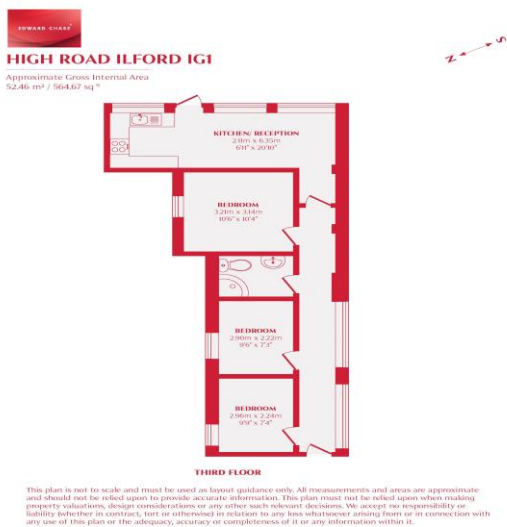 EDWARD CHASE
HIGH ROAD ILFORD IG1
Approximate Gross Internal Area
52.46 m² / 564.67 sq ft
N
S
KITCHEN/ RECEPTION
2.11m x 6.35m
6'11" x 20'10"
BEDROOM
3.21m x 3.14m
10'6" x 10'4"
BEDROOM
2.90m x 2.22m
9'6" x 7'3"
BEDROOM
2.96m x 2.24m
9'9" x 7'4"
THIRD FLOOR
This plan is not to scale and must be used as layout guidance only. All measurements and areas are approximate
and should not be relied upon to provide accurate information. This plan must not be relied upon when making
property valuations, design considerations or any other such relevant decisions. We accept no responsibility or
liability (whether in contract, tort or otherwise) in relation to any loss whatsoever arising from or in connection with
any use of this plan or the adequacy, accuracy or completeness of it or any information within it.